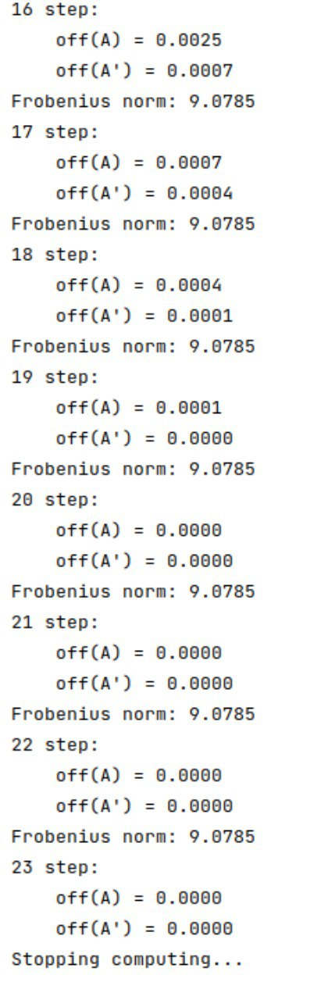 16 step:
    off(A) = 0.0025
    off(A') = 0.0007
Frobenius norm: 9.0785
17 step:
    off(A) = 0.0007
    off(A') = 0.0004
Frobenius norm: 9.0785
18 step:
    off(A) = 0.0004
    off(A') = 0.0001
Frobenius norm: 9.0785
19 step:
    off(A) = 0.0001
    off(A') = 0.0000
Frobenius norm: 9.0785
20 step:
    off(A) = 0.0000
    off(A') = 0.0000
Frobenius norm: 9.0785
21 step:
    off(A) = 0.0000
    off(A') = 0.0000
Frobenius norm: 9.0785
22 step:
    off(A) = 0.0000
    off(A') = 0.0000
Frobenius norm: 9.0785
23 step:
    off(A) = 0.0000
    off(A') = 0.0000
Stopping computing...